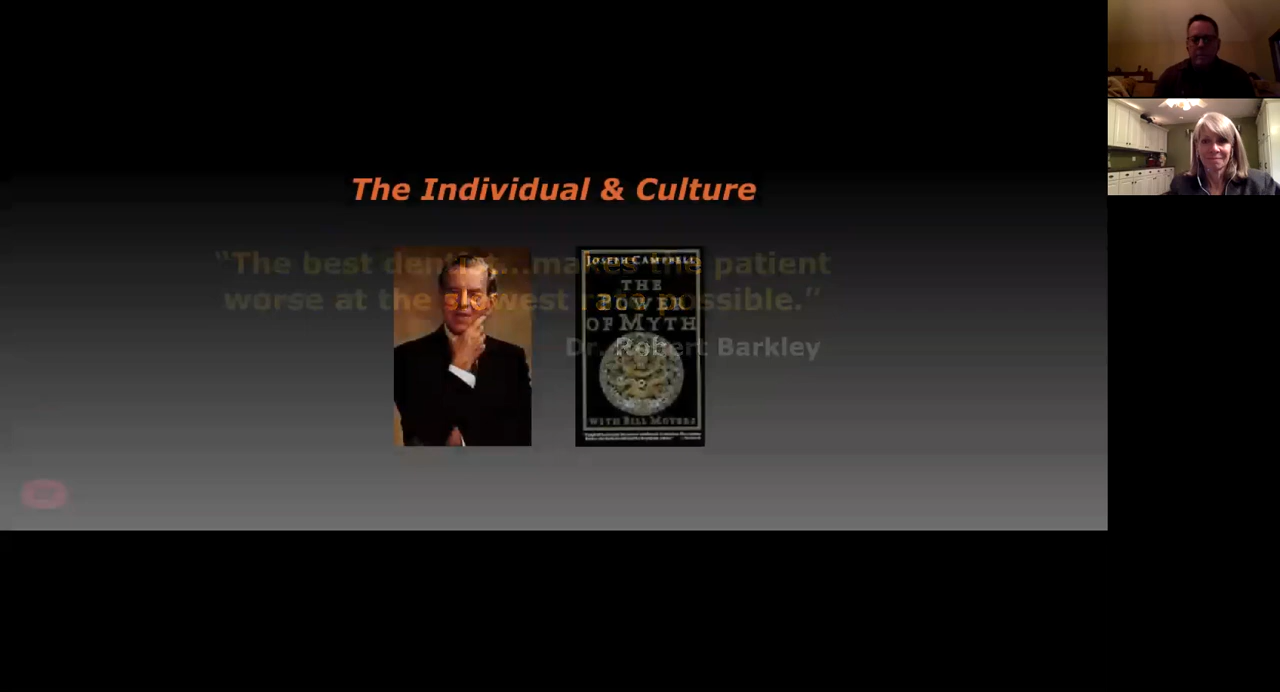 The Individual & Culture
“The best dentist...makes the patient
worse at the slowest rate possible.”
Dr. Robert Barkley
JOSEPH CAMPBELL
THE
POWER
OF MYTH
WITH BILL MOYERS